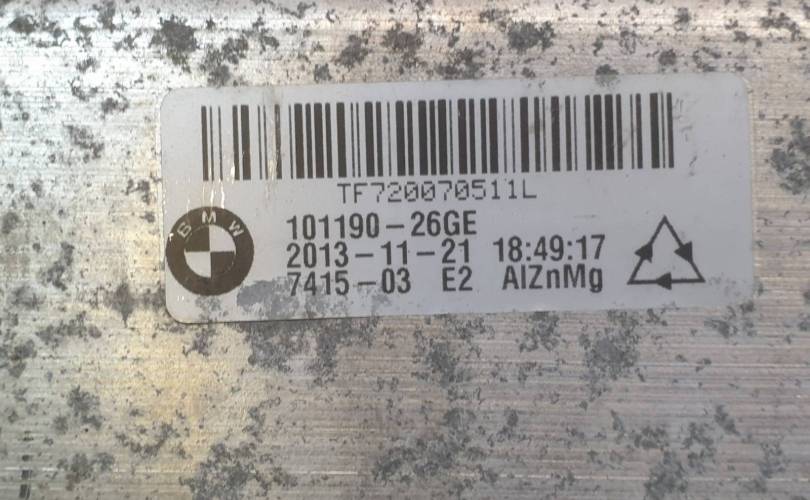 TF720070511L
BMW
101190-26GE
2013-11-21 18:49:17
7415-03 E2 AlZnMg